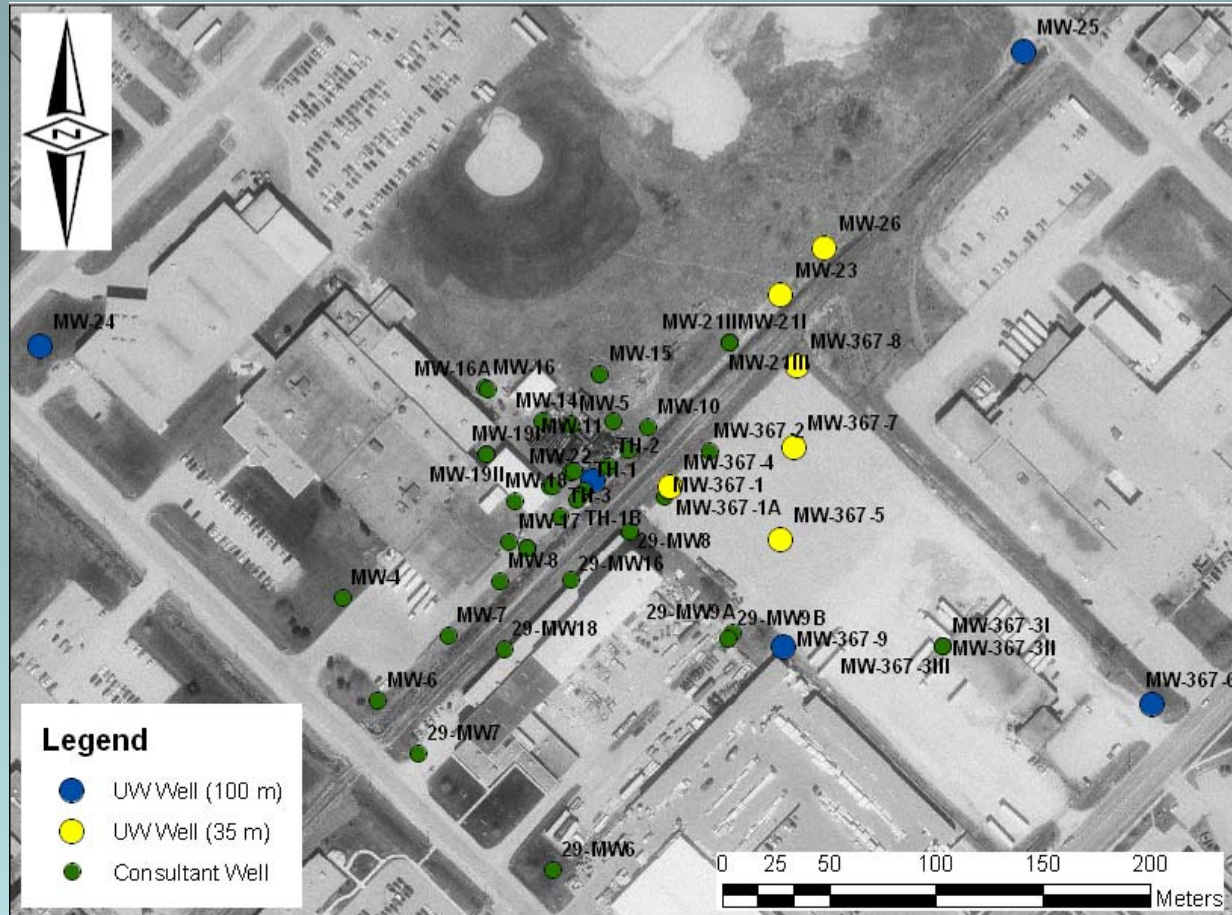 MW-25
MW-26
MW-23
MW-24
MW-21II MW-21I
MW-21III
MW-367-8
MW-15
MW-16A MW-16
MW-14
MW-5
MW-10
MW-11
MW-367-2
MW-367-7
MW-19I
TH-2
MW-22
MW-367-4
MW-19II
TH-1
MW-18
MW-367-1
TH-3
MW-367-1A
MW-17
TH-1B
MW-367-5
29-MW8
MW-8
29-MW16
MW-4
MW-7
29-MW18
29-MW9A
29-MW9B
MW-367-9
MW-367-3I
MW-367-3II
MW-367-3III
MW-6
MW-367-6
29-MW7
29-MW6
N
Legend
UW Well (100 m)
UW Well (35 m)
Consultant Well
0 25 50 100 150 200
Meters